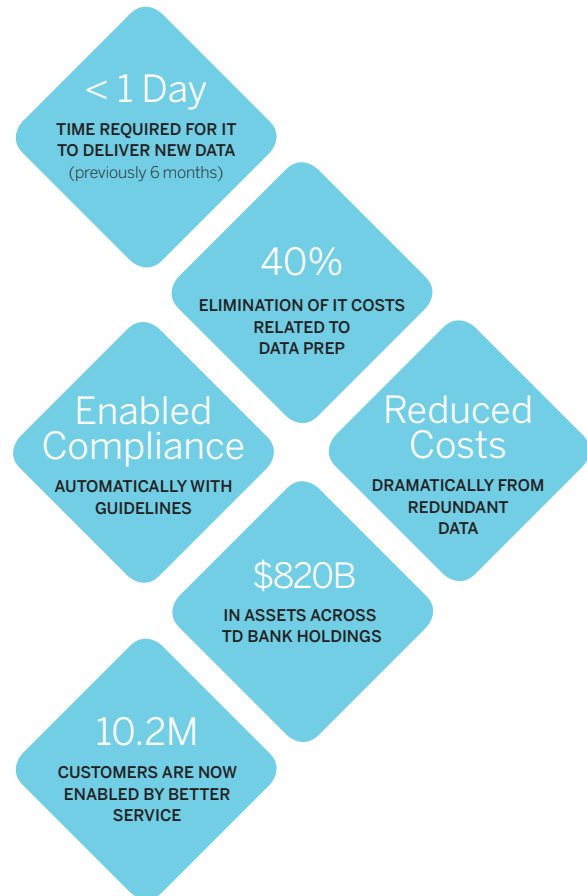 < 1 Day
TIME REQUIRED FOR IT
TO DELIVER NEW DATA
(previously 6 months)
40%
ELIMINATION OF IT COSTS
RELATED TO
DATA PREP
Enabled
Compliance
AUTOMATICALLY WITH
GUIDELINES
Reduced
Costs
DRAMATICALLY FROM
REDUNDANT
DATA
$820B
IN ASSETS ACROSS
TD BANK HOLDINGS
10.2M
CUSTOMERS ARE NOW
ENABLED BY BETTER
SERVICE